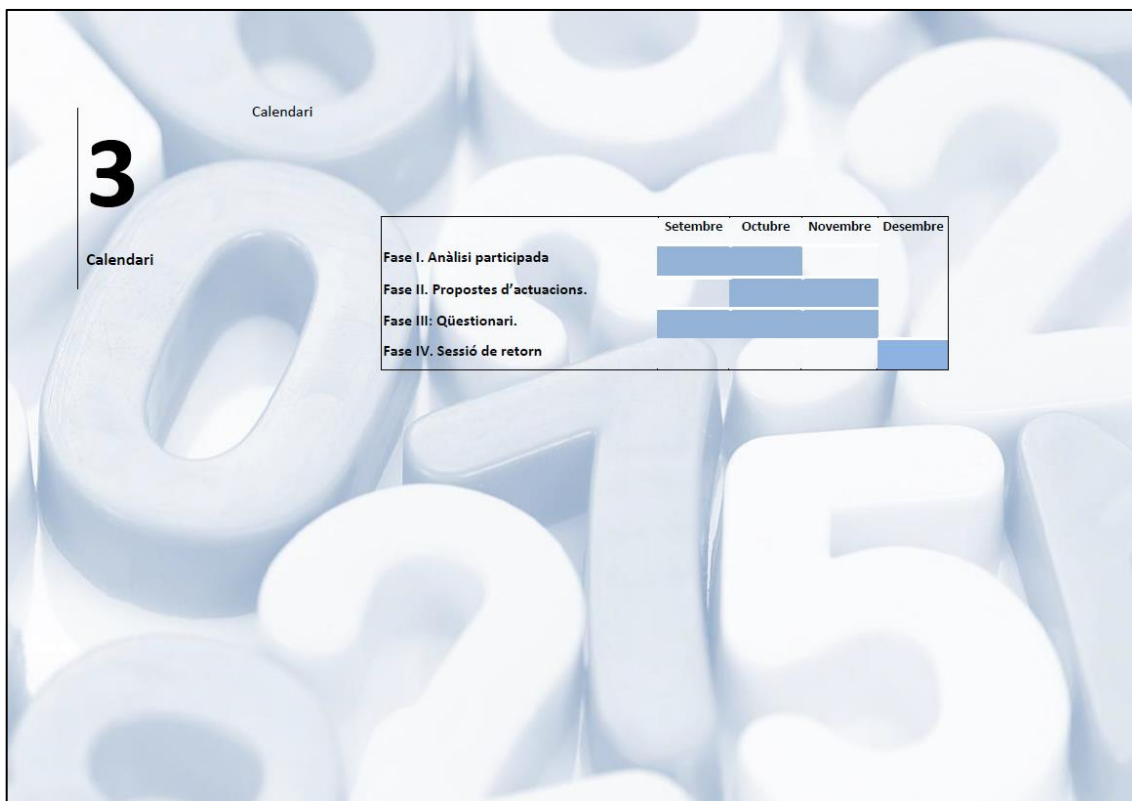 Calendari
3
Calendari
Setembre Octubre Novembre Desembre
Fase I. Anàlisi participada
Fase II. Propostes d'actuacions.
Fase III: Qüestionari.
Fase IV. Sessió de retorn